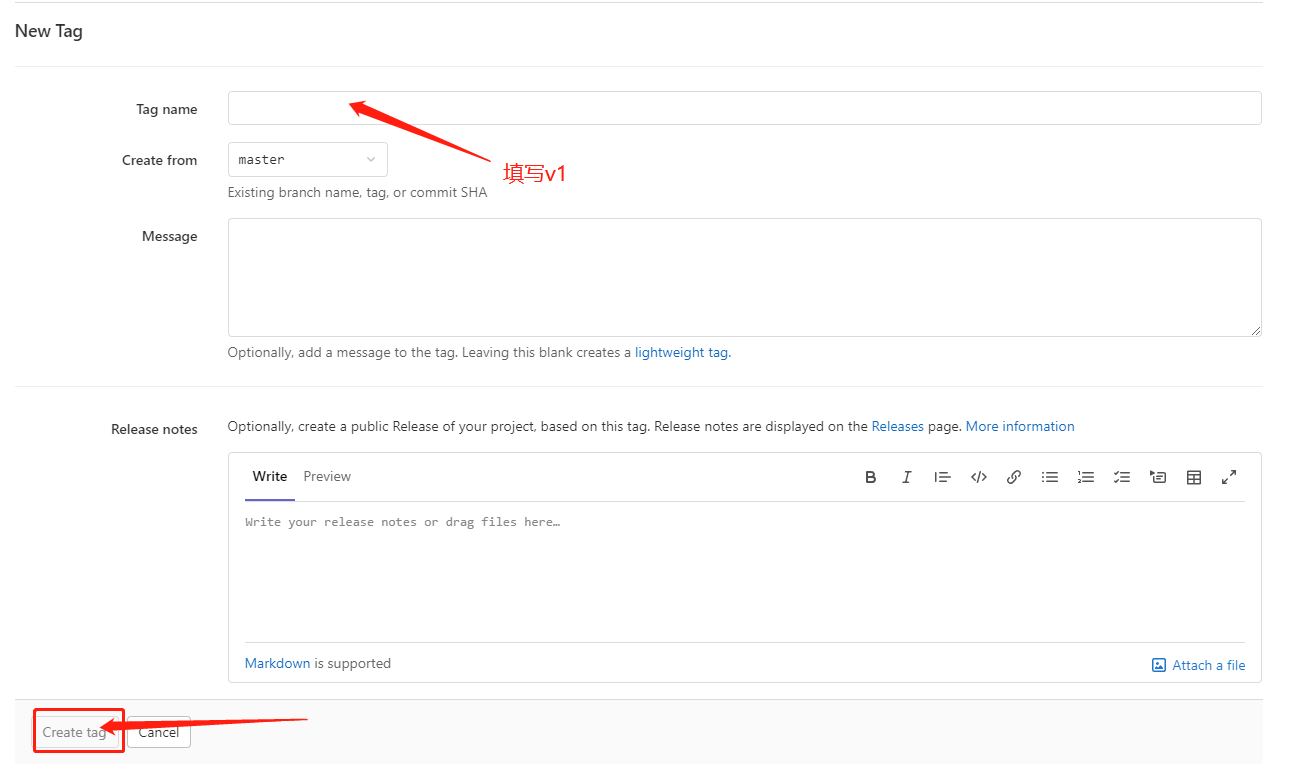 New Tag
Tag name
填写v1
Create from master
Existing branch name, tag, or commit SHA
Message
Optionally, add a message to the tag. Leaving this blank creates a lightweight tag.
Release notes Optionally, create a public Release of your project, based on this tag. Release notes are displayed on the Releases page. More information
Write Preview
Write your release notes or drag files here…
Markdown is supported Attach a file
Create tag Cancel